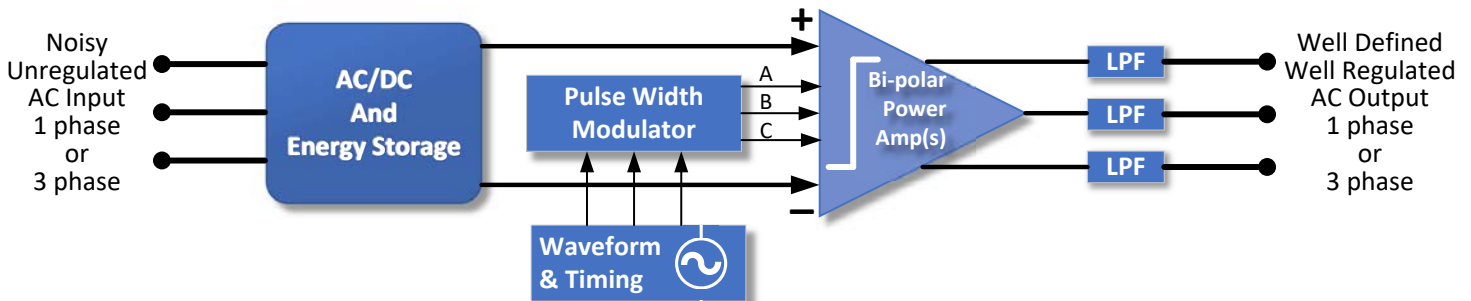 Noisy
Unregulated
AC Input
1 phase
or
3 phase
AC/DC
And
Energy Storage
Pulse Width
Modulator
A
B
C
Waveform
& Timing
+
−
Bi-polar
Power
Amp(s)
LPF
LPF
LPF
Well Defined
Well Regulated
AC Output
1 phase
or
3 phase